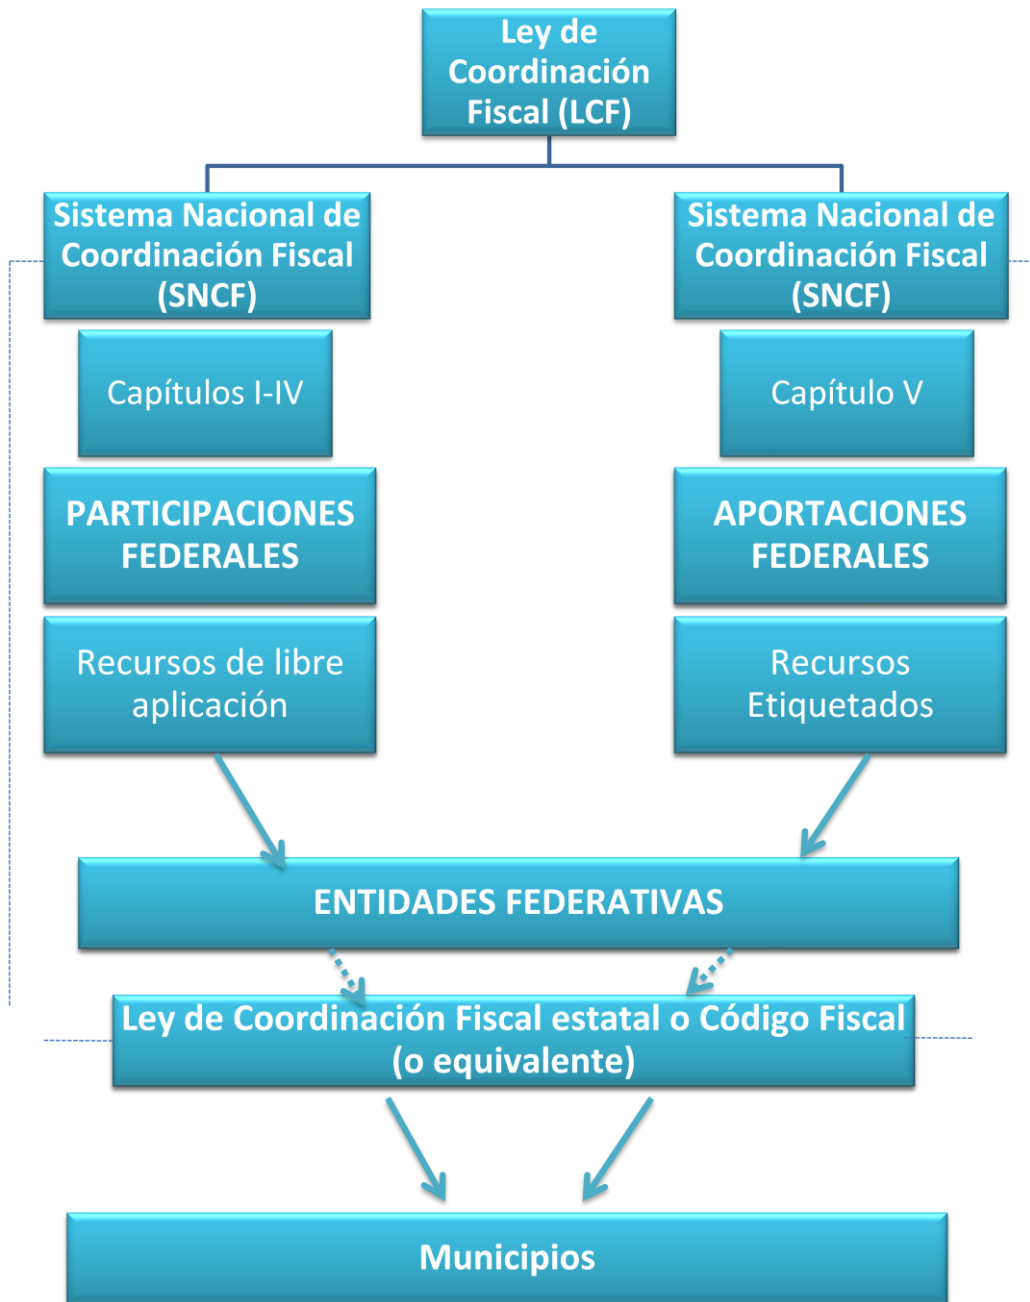 Ley de
Coordinación
Fiscal (LCF)
Sistema Nacional de
Coordinación Fiscal
(SNCF)
Sistema Nacional de
Coordinación Fiscal
(SNCF)
Capítulos I-IV
Capítulo V
PARTICIPACIONES
FEDERALES
APORTACIONES
FEDERALES
Recursos de libre
aplicación
Recursos
Etiquetados
ENTIDADES FEDERATIVAS
Ley de Coordinación Fiscal estatal o Código Fiscal
(o equivalente)
Municipios